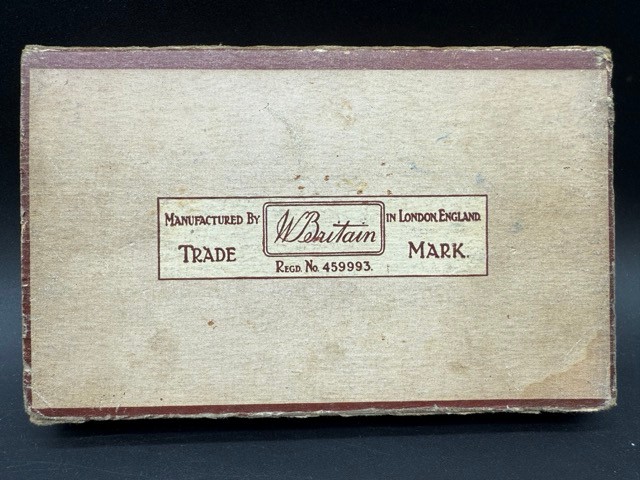 MANUFACTURED BY W Britain IN LONDON, ENGLAND.
TRADE MARK.
REGD. NO. 459993.